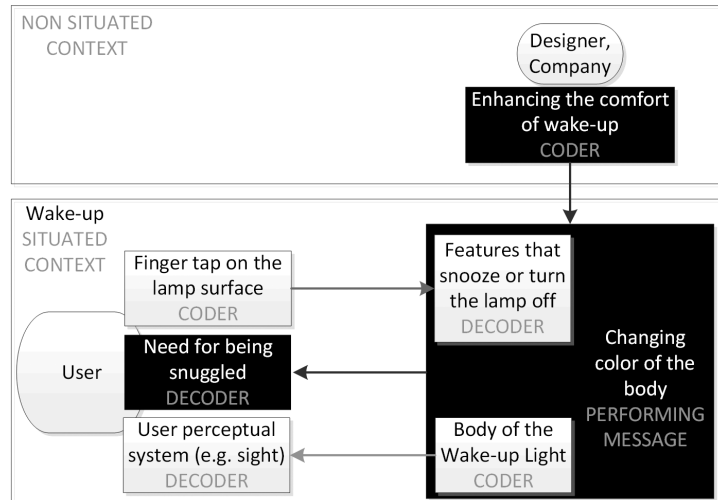 NON SITUATED
CONTEXT
Designer,
Company
Enhancing the comfort
of wake-up
CODER
Wake-up
SITUATED
CONTEXT
Finger tap on the
lamp surface
CODER
Features that
snooze or turn
the lamp off
DECODER
User
Need for being
snuggled
DECODER
Changing
color of the
body
PERFORMING
MESSAGE
User perceptual
system (e.g. sight)
DECODER
Body of the
Wake-up Light
CODER